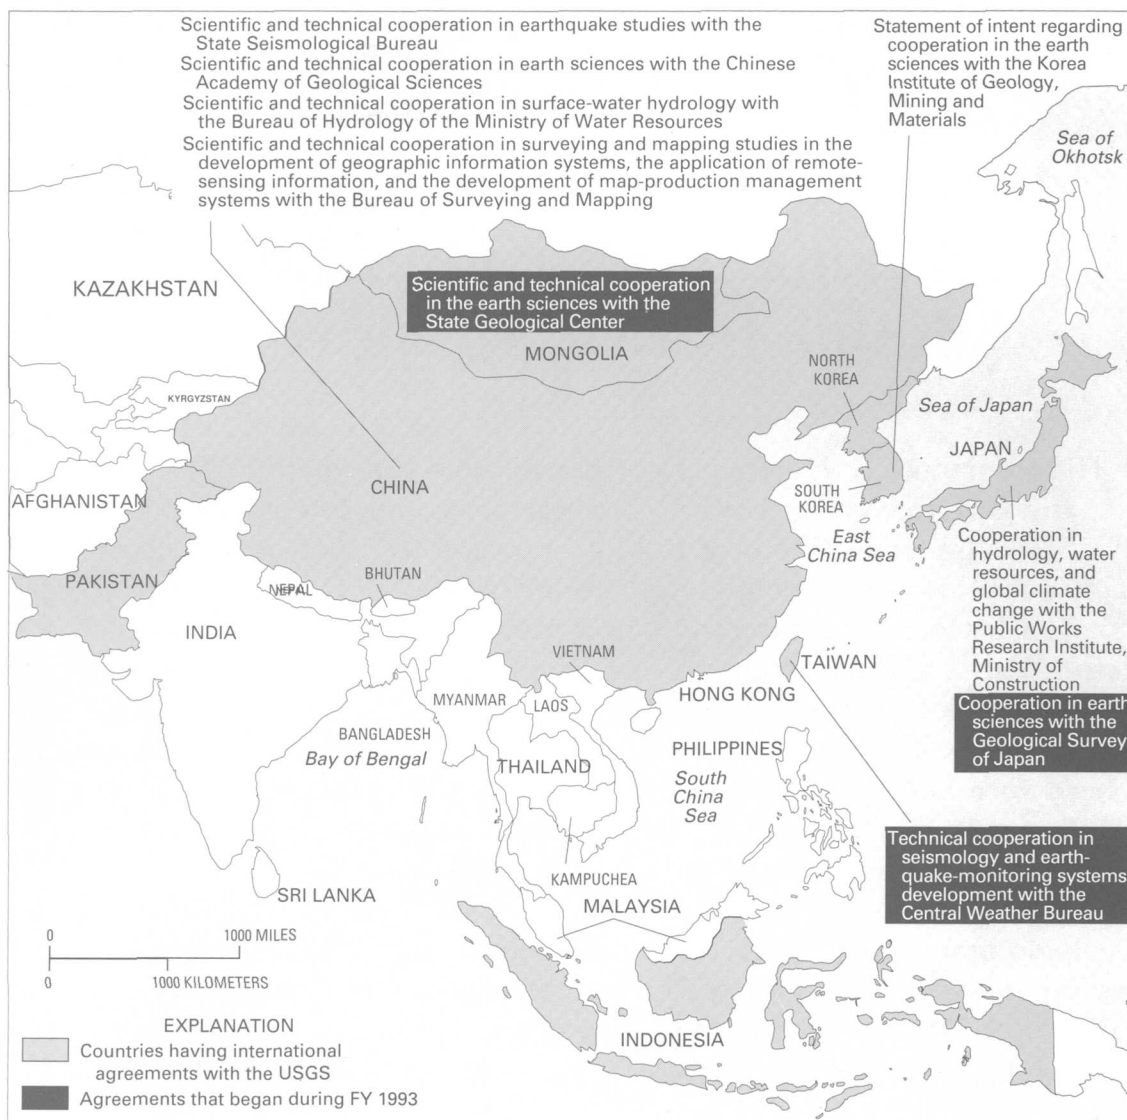 Scientific and technical cooperation in earthquake studies with the
State Seismological Bureau
Scientific and technical cooperation in earth sciences with the Chinese
Academy of Geological Sciences
Scientific and technical cooperation in surface-water hydrology with
the Bureau of Hydrology of the Ministry of Water Resources
Scientific and technical cooperation in surveying and mapping studies in the
development of geographic information systems, the application of remote-
sensing information, and the development of map-production management
systems with the Bureau of Surveying and Mapping
Statement of intent regarding
cooperation in the earth
sciences with the Korea
Institute of Geology,
Mining and
Materials
Sea of
Okhotsk
KAZAKHSTAN
Scientific and technical cooperation
in the earth sciences with the
State Geological Center
MONGOLIA
NORTH
KOREA
KYRGYZSTAN
Sea of Japan
JAPAN
AFGHANISTAN
CHINA
SOUTH
KOREA
East
China Sea
Cooperation in
hydrology, water
resources, and
global climate
change with the
Public Works
Research Institute,
Ministry of
Construction
Cooperation in earth
sciences with the
Geological Survey
of Japan
PAKISTAN
NEPAL
BHUTAN
INDIA
VIETNAM
TAIWAN
HONG KONG
MYANMAR
LAOS
BANGLADESH
Bay of Bengal
THAILAND
PHILIPPINES
South
China
Sea
Technical cooperation in
seismology and earth-
quake-monitoring systems
development with the
Central Weather Bureau
KAMPUCHEA
SRI LANKA
MALAYSIA
0 1000 MILES
0 1000 KILOMETERS
INDONESIA
EXPLANATION
Countries having international
agreements with the USGS
Agreements that began during FY 1993